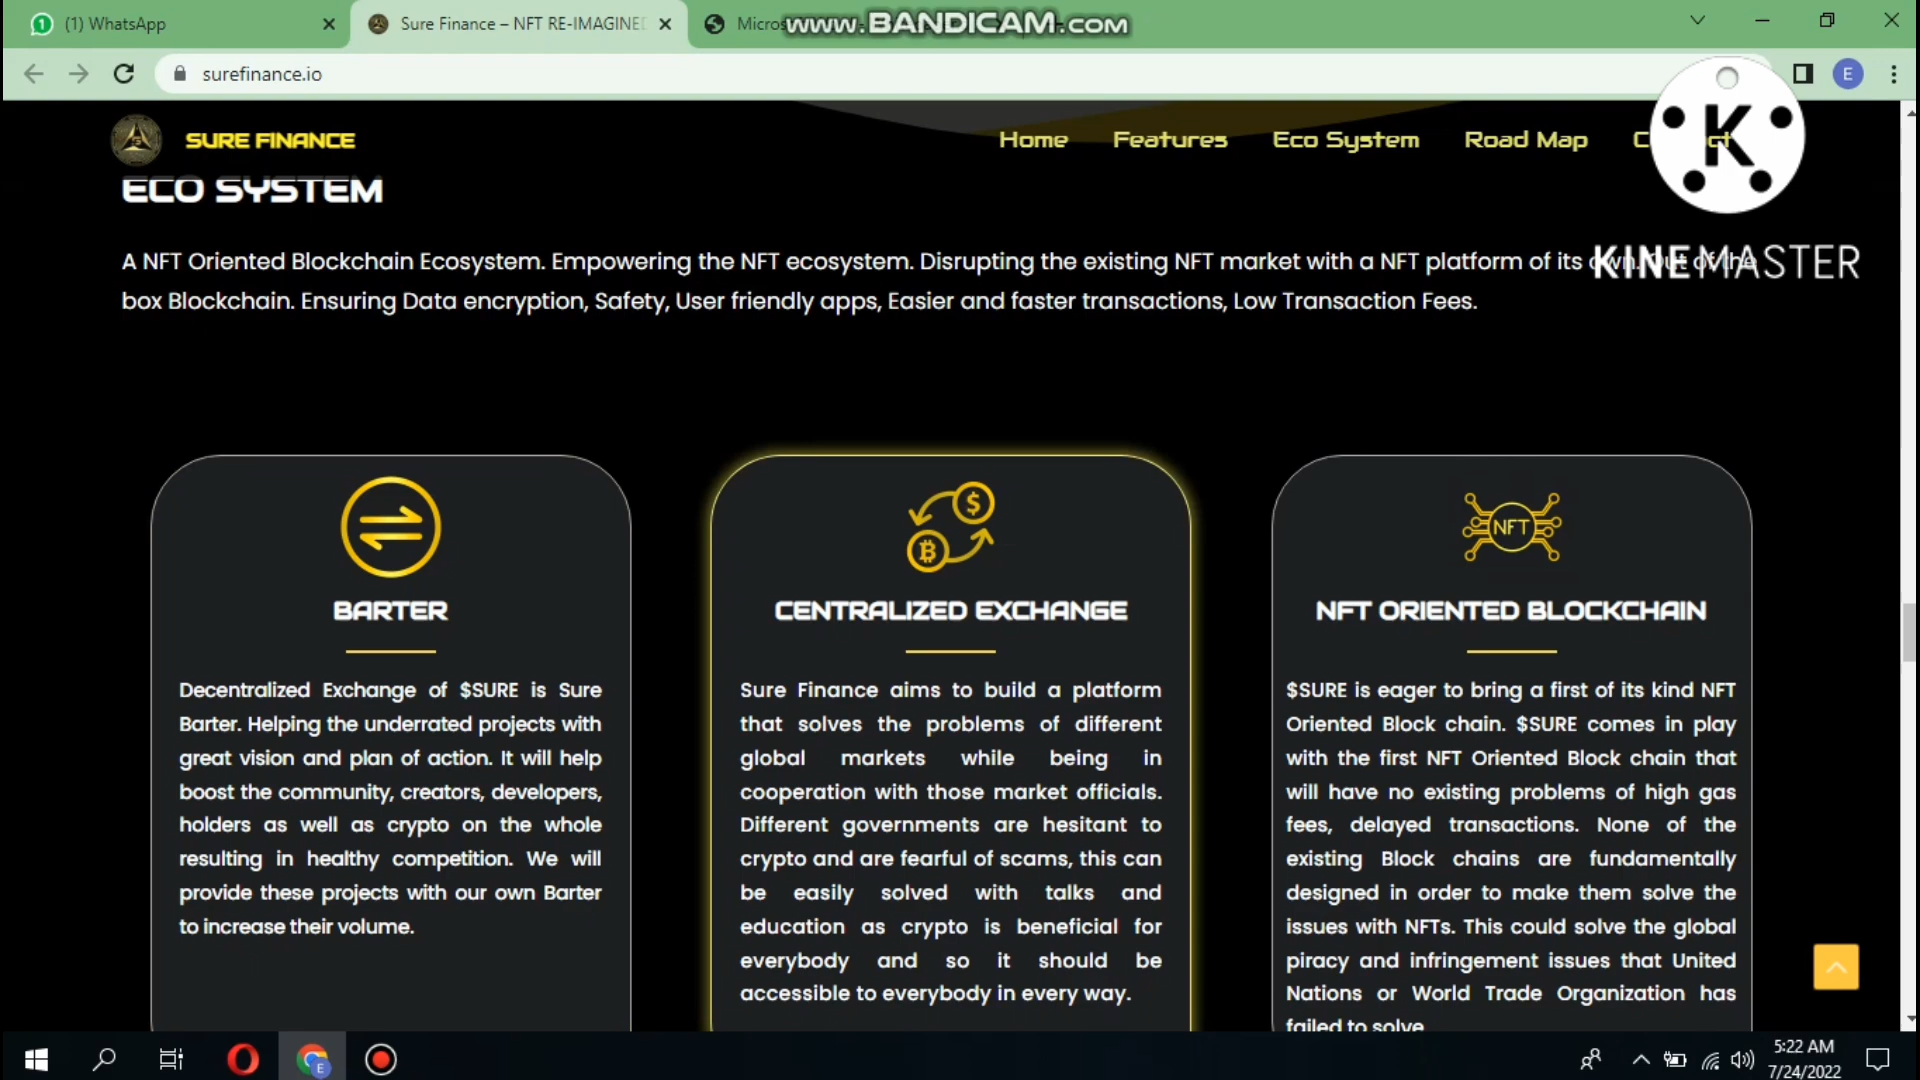 (1) WhatsApp
Sure Finance – NFT RE-IMAGINED
Micros
www.BANDICAM.com
surefinance.io
E
SURE FINANCE
Home
Features
Eco System
Road Map
K
KINEMASTER
ECO SYSTEM
A NFT Oriented Blockchain Ecosystem. Empowering the NFT ecosystem. Disrupting the existing NFT market with a NFT platform of its own. Out of the
box Blockchain. Ensuring Data encryption, Safety, User friendly apps, Easier and faster transactions, Low Transaction Fees.
BARTER
Decentralized Exchange of $SURE is Sure
Barter. Helping the underrated projects with
great vision and plan of action. It will help
boost the community, creators, developers,
holders as well as crypto on the whole
resulting in healthy competition. We will
provide these projects with our own Barter
to increase their volume.
$
B
CENTRALIZED EXCHANGE
Sure Finance aims to build a platform
that solves the problems of different
global markets while being in
cooperation with those market officials.
Different governments are hesitant to
crypto and are fearful of scams, this can
be easily solved with talks and
education as crypto is beneficial for
everybody and so it should be
accessible to everybody in every way.
NFT
NFT ORIENTED BLOCKCHAIN
$SURE is eager to bring a first of its kind NFT
Oriented Block chain. $SURE comes in play
with the first NFT Oriented Block chain that
will have no existing problems of high gas
fees, delayed transactions. None of the
existing Block chains are fundamentally
designed in order to make them solve the
issues with NFTs. This could solve the global
piracy and infringement issues that United
Nations or World Trade Organization has
failed to solve
E
5:22 AM
7/24/2022